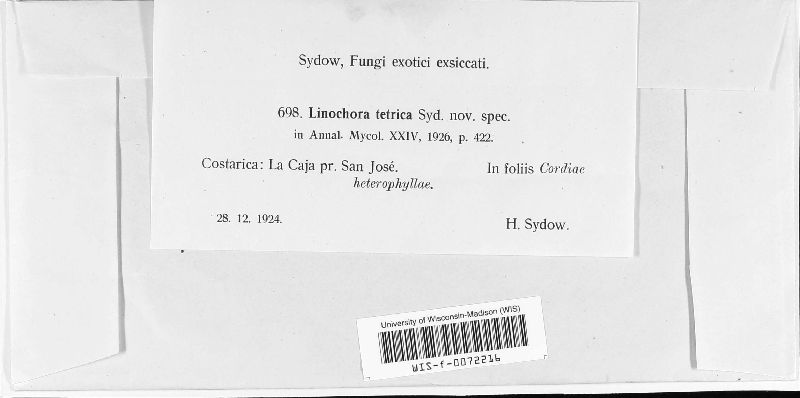 Sydow, Fungi exotici exsiccati.
698. Linochora tetrica Syd. nov. spec.
in Annal. Mycol. XXIV, 1926, p. 422.
Costarica: La Caja pr. San José. In foliis Cordiae
heterophyllae.
28. 12. 1924.
H. Sydow.
University of Wisconsin-Madison (WIS)
WIS-f-0072216